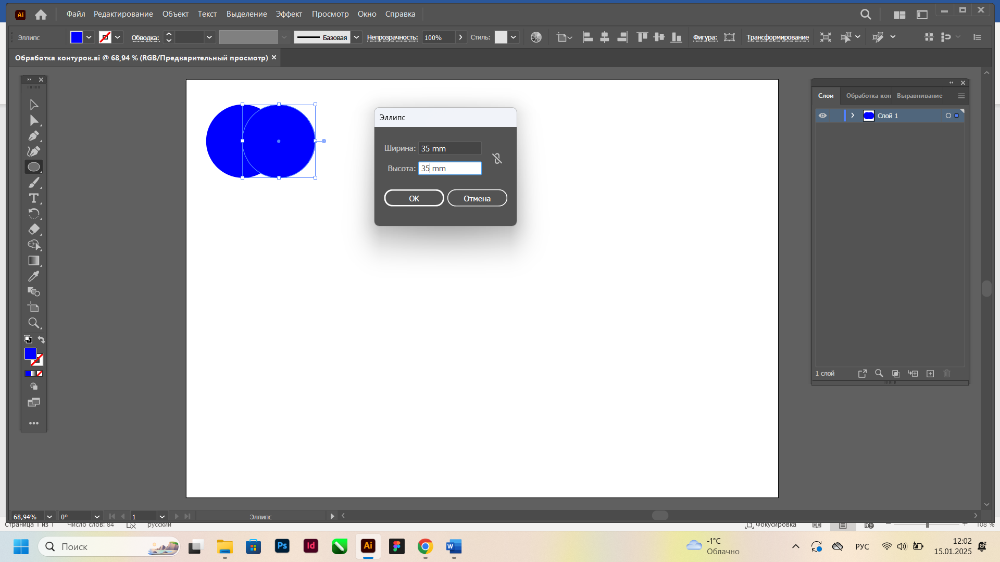 Ai Файл Редактирование Объект Текст Выделение Эффект Просмотр Окно Справка
Эллипс Обводка: Базовая Непрозрачность: 100% Стиль: Фигура: Трансформирование
Обработка контуров.ai @ 68,94 % (RGB/Предварительный просмотр)
Слои Обработка кон Выравнивание
Слой 1
Эллипс
Ширина: 35 mm
Высота: 35 mm
OK Отмена
1 слой
68,94% 0° 1 Эллипс
Страница 1 из 1 Число слов: 84 русский Фокусировка 108 %
Поиск
Ps Id Ai
-1°C
Облачно
РУС
12:02
15.01.2025